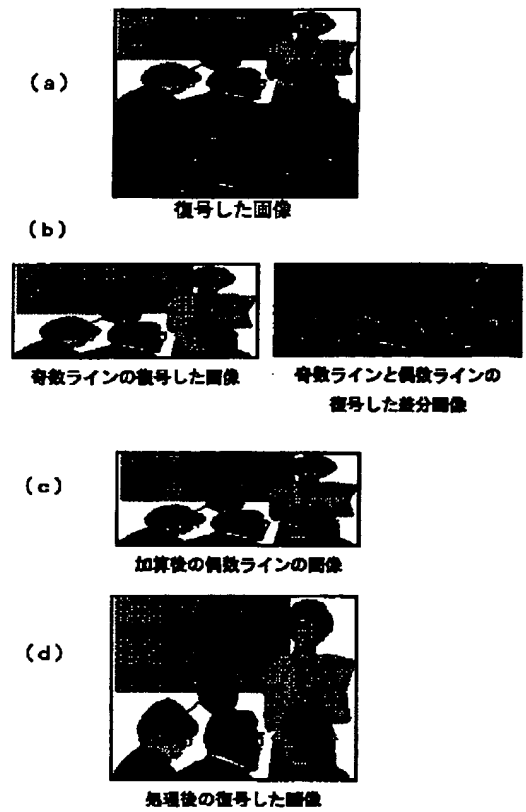 (a)
復号した画像
(b)
奇数ラインの復号した画像
奇数ラインと偶数ラインの
復号した差分画像
(c)
加算後の偶数ラインの画像
(d)
処理後の復号した画像